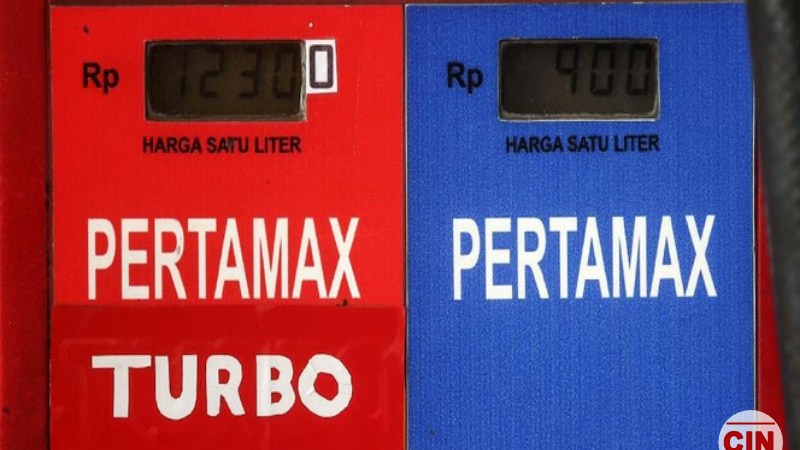 Rp 12300
HARGA SATU LITER
PERTAMAX
TURBO
Rp 900
HARGA SATU LITER
PERTAMAX
CIN